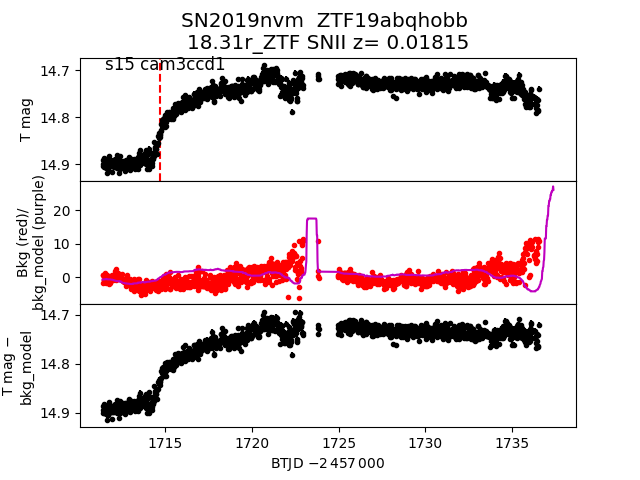 SN2019nvm  ZTF19abqhobb
18.31r_ZTF SNII z= 0.01815
s15 cam3ccd1
14.7
14.8
14.9
T mag
20
10
0
Bkg (red)/
bkg_model (purple)
14.7
14.8
14.9
T mag −
bkg_model
1715 1720 1725 1730 1735
BTJD −2 457 000